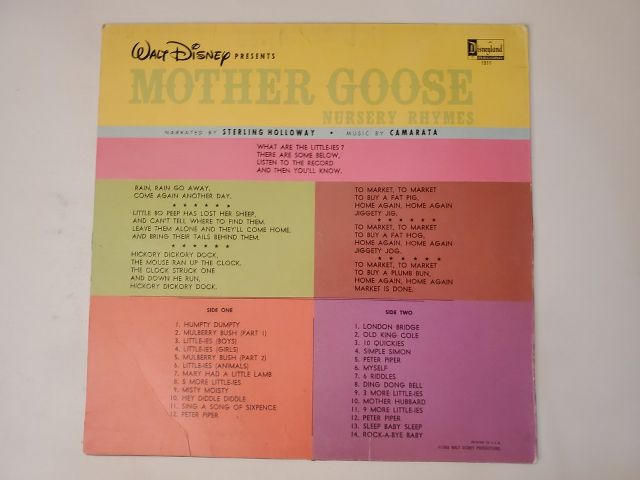 WALT DISNEY PRESENTS
Disneyland
1211
MOTHER GOOSE
NURSERY RHYMES
NARRATED BY STERLING HOLLOWAY • MUSIC BY CAMARATA
WHAT ARE THE LITTLE-IES ?
THERE ARE SOME BELOW,
LISTEN TO THE RECORD
AND THEN YOU'LL KNOW.
RAIN, RAIN GO AWAY,
COME AGAIN ANOTHER DAY.
★ ★ ★ ★ ★ ★
LITTLE BO PEEP HAS LOST HER SHEEP,
AND CAN'T TELL WHERE TO FIND THEM.
LEAVE THEM ALONE AND THEY'LL COME HOME,
AND BRING THEIR TAILS BEHIND THEM.
★ ★ ★ ★ ★ ★
HICKORY DICKORY DOCK,
THE MOUSE RAN UP THE CLOCK,
THE CLOCK STRUCK ONE
AND DOWN HE RUN,
HICKORY DICKORY DOCK.
TO MARKET, TO MARKET
TO BUY A FAT PIG,
HOME AGAIN, HOME AGAIN
JIGGETY JIG.
★ ★ ★ ★ ★ ★
TO MARKET, TO MARKET
TO BUY A FAT HOG,
HOME AGAIN, HOME AGAIN
JIGGETY JOG.
★ ★ ★ ★ ★ ★
TO MARKET, TO MARKET
TO BUY A PLUMB BUN,
HOME AGAIN, HOME AGAIN
MARKET IS DONE.
SIDE ONE
1. HUMPTY DUMPTY
2. MULBERRY BUSH (PART 1)
3. LITTLE-IES (BOYS)
4. LITTLE-IES (GIRLS)
5. MULBERRY BUSH (PART 2)
6. LITTLE-IES (ANIMALS)
7. MARY HAD A LITTLE LAMB
8. 5 MORE LITTLE-IES
9. MISTY MOISTY
10. HEY DIDDLE DIDDLE
11. SING A SONG OF SIXPENCE
12. PETER PIPER
SIDE TWO
1. LONDON BRIDGE
2. OLD KING COLE
3. 10 QUICKIES
4. SIMPLE SIMON
5. PETER PIPER
6. MYSELF
7. 6 RIDDLES
8. DING DONG BELL
9. 3 MORE LITTLE-IES
10. MOTHER HUBBARD
11. 9 MORE LITTLE-IES
12. PETER PIPER
13. SLEEP BABY SLEEP
14. ROCK-A-BYE BABY
PRINTED IN U.S.A.
WALT DISNEY PRODUCTIONS